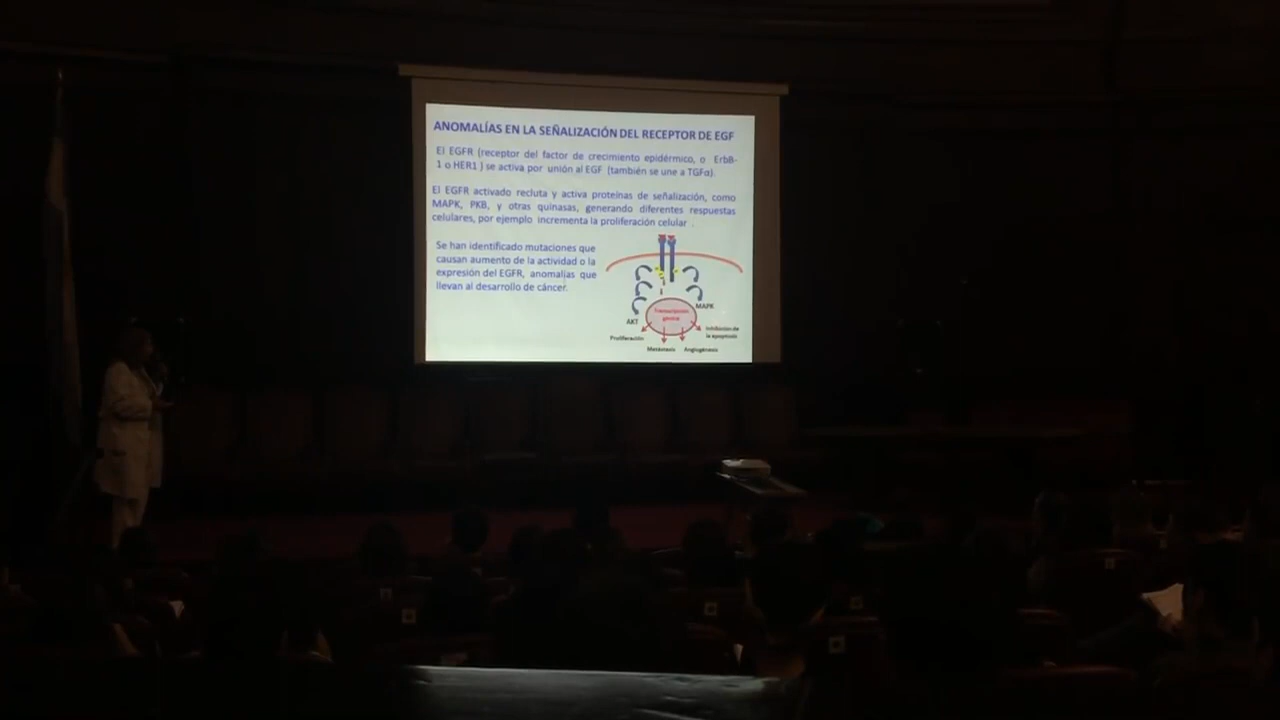 ANOMALÍAS EN LA SEÑALIZACIÓN DEL RECEPTOR DE EGF
El EGFR (receptor del factor de crecimiento epidérmico, o ErbB-
1 o HER1 ) se activa por unión al EGF (también se une a TGFα).
El EGFR activado recluta y activa proteínas de señalización, como
MAPK, PKB, y otras quinasas, generando diferentes respuestas
celulares, por ejemplo incrementa la proliferación celular .
Se han identificado mutaciones que
causan aumento de la actividad o la
expresión del EGFR, anomalías que
llevan al desarrollo de cáncer.
MAPK
Transcripción
génica
AKT
Inhibición de
la apoptosis
Proliferación
Metástasis
Angiogénesis